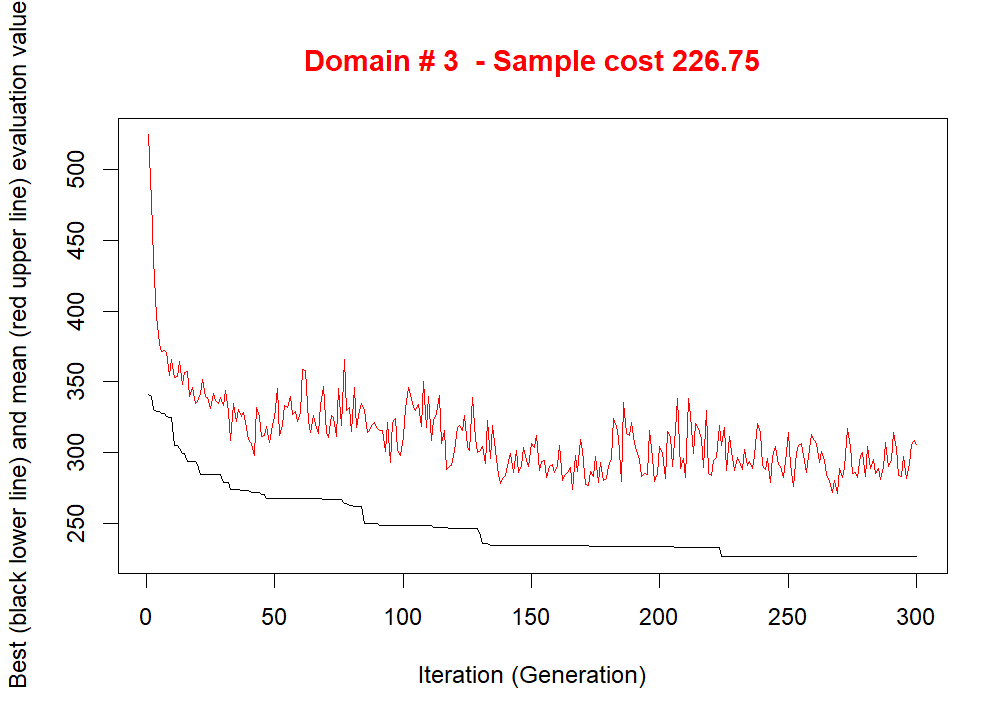 Domain # 3  - Sample cost 226.75
Best (black lower line) and mean (red upper line) evaluation value
500
450
400
350
300
250
0 50 100 150 200 250 300
Iteration (Generation)